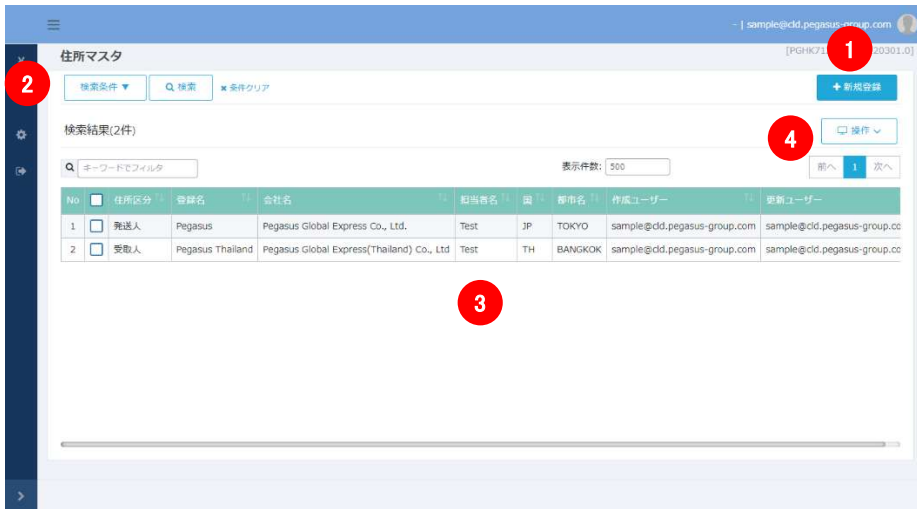 - | sample@cld.pegasus-group.com
住所マスタ
[PGHK71 20301.0]
1
2
検索条件 ▼
検索
✖ 条件クリア
+ 新規登録
検索結果(2件)
4
操作
キーワードでフィルタ
表示件数: 500
前へ 1 次へ
No 住所区分 登録名 会社名 担当者名 国 都市名 作成ユーザー 更新ユーザー
1 発送人 Pegasus Pegasus Global Express Co., Ltd. Test JP TOKYO sample@cld.pegasus-group.com sample@cld.pegasus-group.co
2 受取人 Pegasus Thailand Pegasus Global Express(Thailand) Co., Ltd Test TH BANGKOK sample@cld.pegasus-group.com sample@cld.pegasus-group.co
3